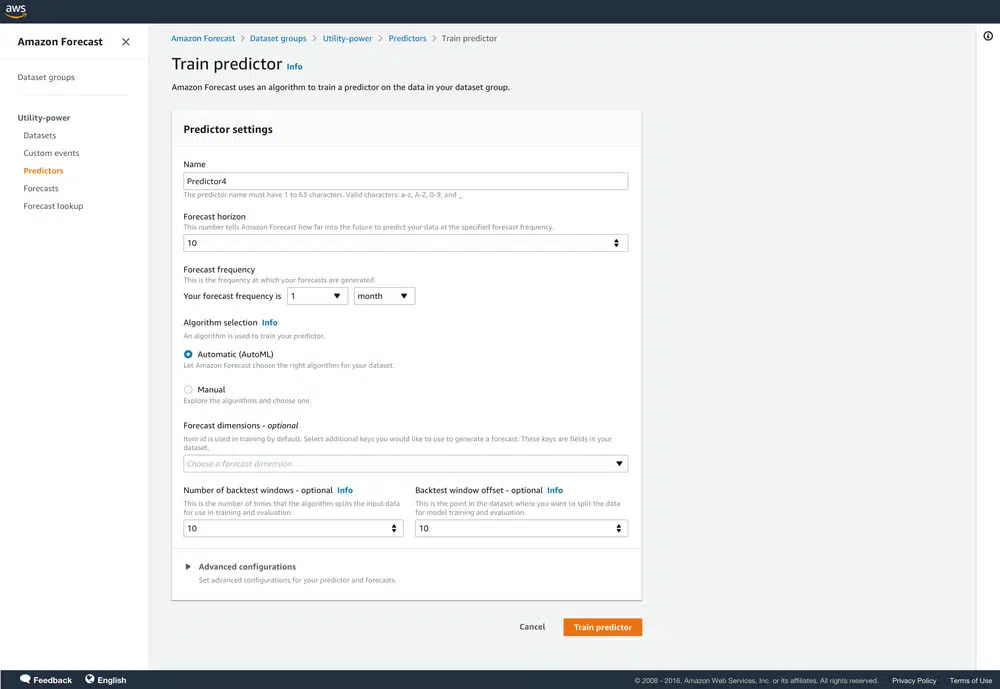 aws
Amazon Forecast
Dataset groups
Utility-power
Datasets
Custom events
Predictors
Forecasts
Forecast lookup
Amazon Forecast > Dataset groups > Utility-power > Predictors > Train predictor
Train predictor Info
Amazon Forecast uses an algorithm to train a predictor on the data in your dataset group.
Predictor settings
Name
Predictor4
The predictor name must have 1 to 63 characters. Valid characters: a-z, A-Z, 0-9, and _
Forecast horizon
This number tells Amazon Forecast how far into the future to predict your data at the specified forecast frequency.
10
Forecast frequency
This is the frequency at which your forecasts are generated.
Your forecast frequency is 1 month
Algorithm selection Info
An algorithm is used to train your predictor.
Automatic (AutoML)
Let Amazon Forecast choose the right algorithm for your dataset.
Manual
Explore the algorithms and choose one.
Forecast dimensions - optional
Item id is used in training by default. Select additional keys you would like to use to generate a forecast. These keys are fields in your
dataset.
Choose a forecast dimension
Number of backtest windows - optional Info
This is the number of times that the algorithm splits the input data
for use in training and evaluation.
10
Backtest window offset - optional Info
This is the point in the dataset where you want to split the data
for model training and evaluation.
10
Advanced configurations
Set advanced configurations for your predictor and forecasts.
Cancel
Train predictor
Feedback
English
© 2008 - 2016, Amazon Web Services, Inc. or its affiliates. All rights reserved.
Privacy Policy
Terms of Use